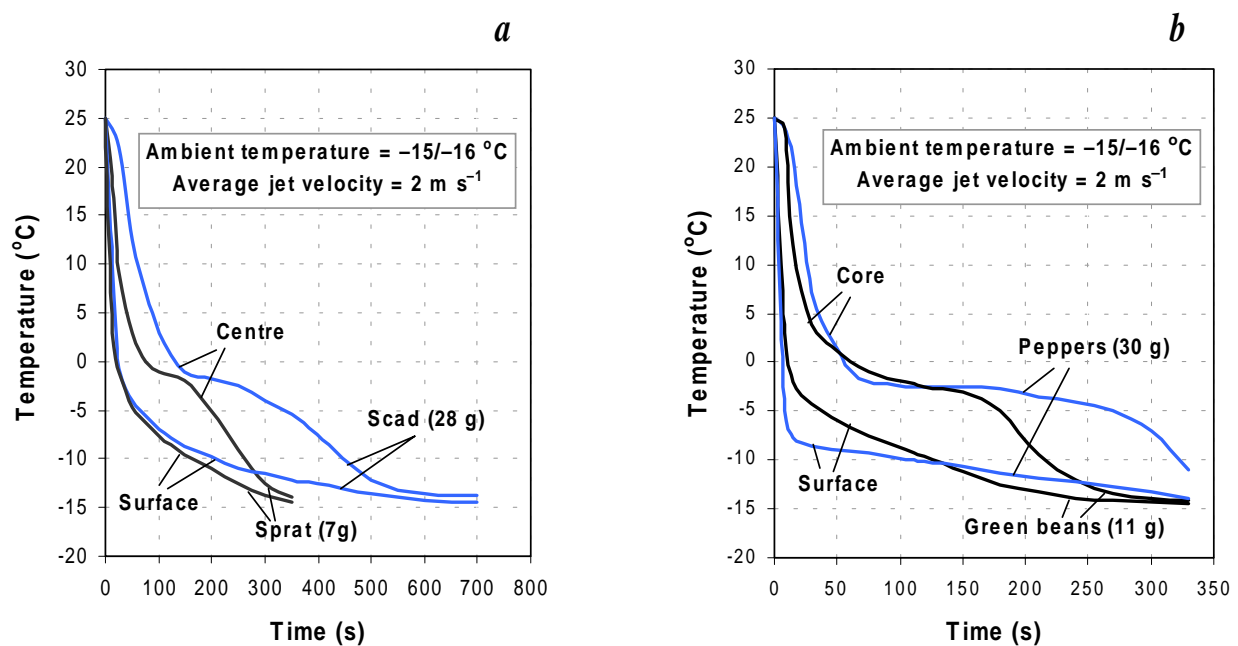 a
30
25
20
15
10
5
0
-5
-10
-15
-20
Temperature (°C)
Ambient temperature = –15/–16 °C
Average jet velocity = 2 m s⁻¹
Centre
Scad (28 g)
Surface
Sprat (7g)
0 100 200 300 400 500 600 700 800
Time (s)
b
30
25
20
15
10
5
0
-5
-10
-15
-20
Temperature (°C)
Ambient temperature = –15/–16 °C
Average jet velocity = 2 m s⁻¹
Core
Peppers (30 g)
Surface
Green beans (11 g)
0 50 100 150 200 250 300 350
Time (s)